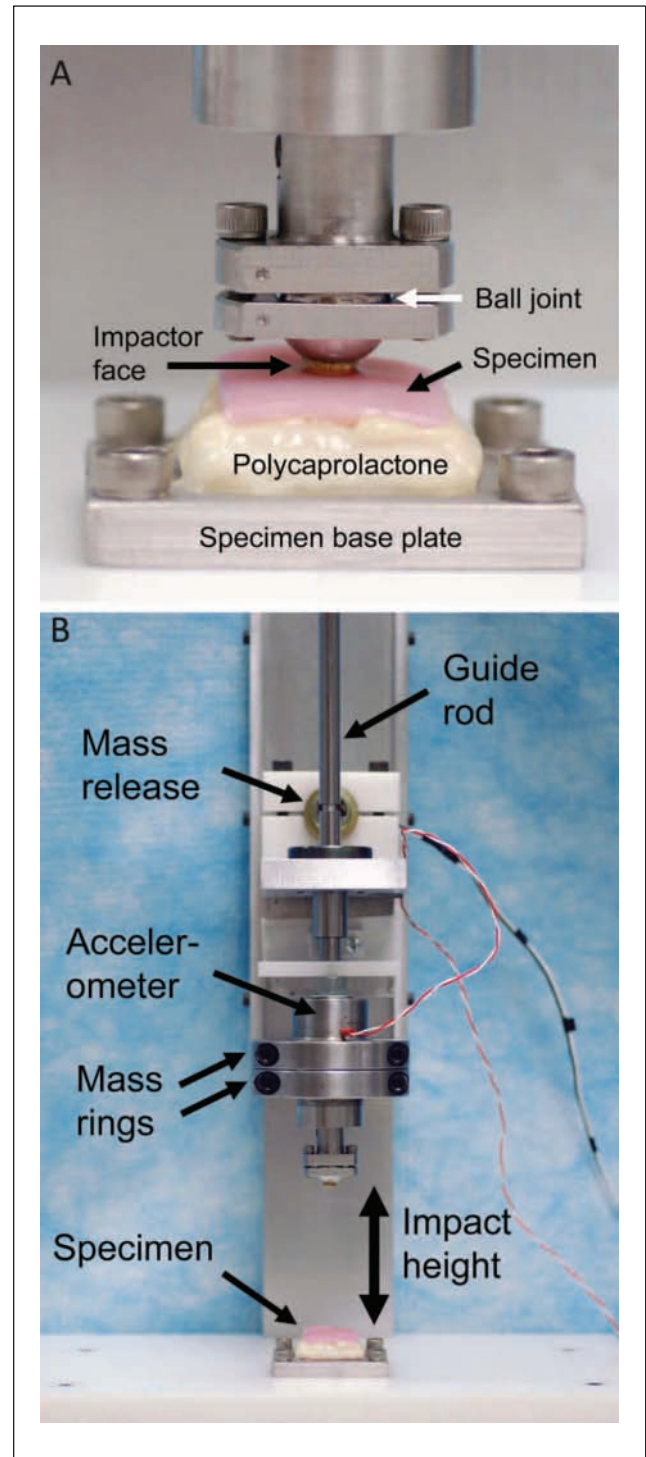 A
Ball joint
Impactor
face
Specimen
Polycaprolactone
Specimen base plate
B
Guide
rod
Mass
release
Acceler-
ometer
Mass
rings
Impact
height
Specimen